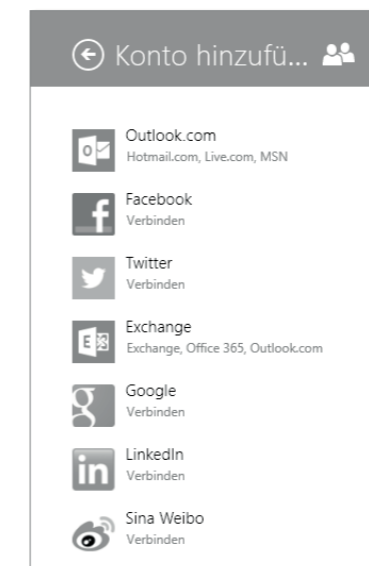 Konto hinzufü...
Outlook.com
Hotmail.com, Live.com, MSN
Facebook
Verbinden
Twitter
Verbinden
Exchange
Exchange, Office 365, Outlook.com
Google
Verbinden
LinkedIn
Verbinden
Sina Weibo
Verbinden